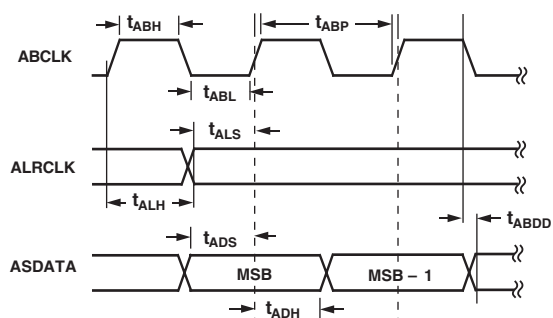 tABH
tABP
ABCLK
tABL
tALS
ALRCLK
tALH
tABDD
tADS
ASDATA
MSB
MSB – 1
tADH